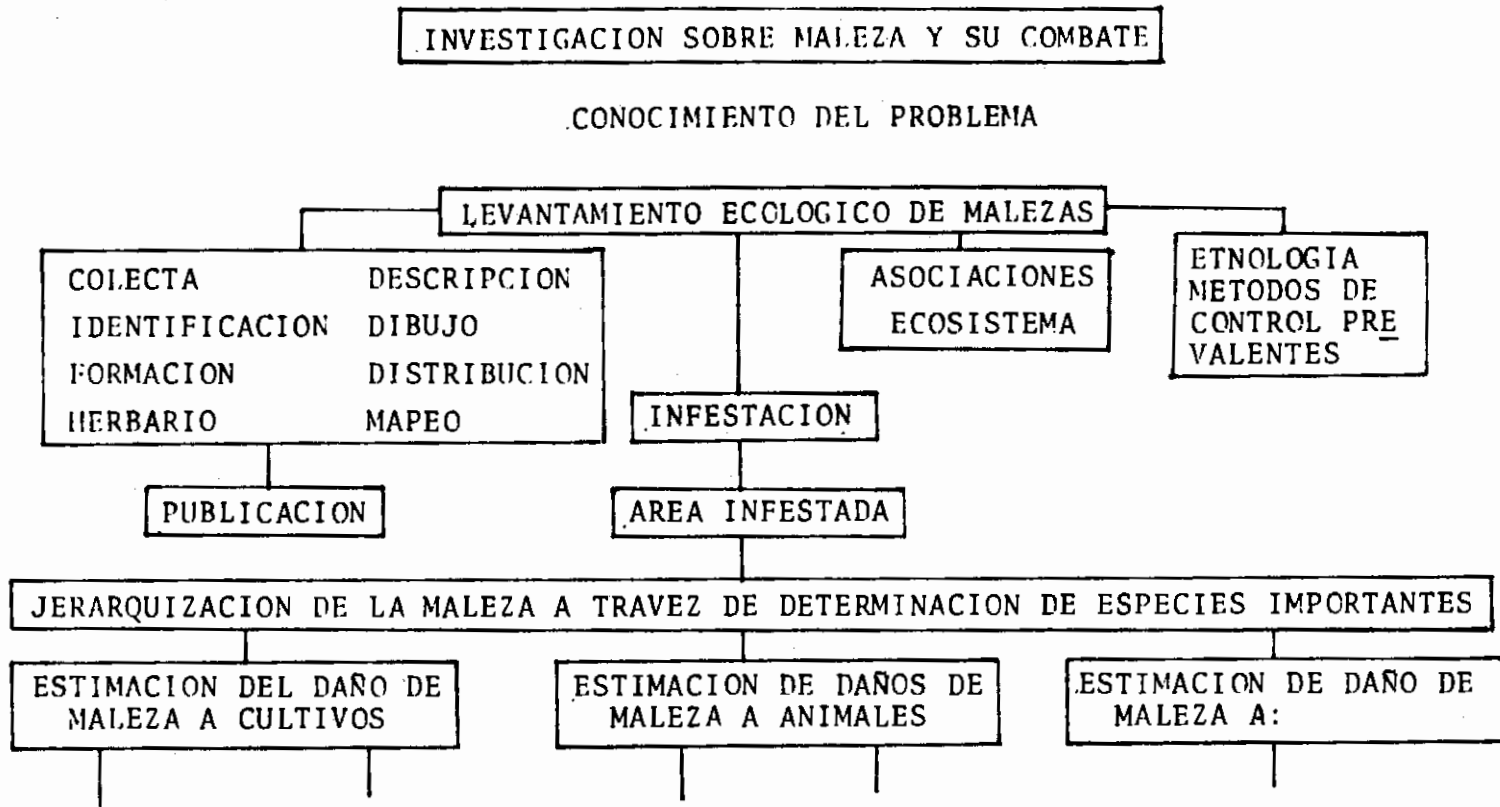 INVESTIGACION SOBRE MALEZA Y SU COMBATE
CONOCIMIENTO DEL PROBLEMA
LEVANTAMIENTO ECOLOGICO DE MALEZAS
COLECTA DESCRIPCION
IDENTIFICACION DIBUJO
FORMACION DISTRIBUCION
HERBARIO MAPEO
ASOCIACIONES
ECOSISTEMA
ETNOLOGIA
METODOS DE
CONTROL PRE
VALENTES
INFESTACION
PUBLICACION
AREA INFESTADA
JERARQUIZACION DE LA MALEZA A TRAVEZ DE DETERMINACION DE ESPECIES IMPORTANTES
ESTIMACION DEL DAÑO DE
MALEZA A CULTIVOS
ESTIMACION DE DAÑOS DE
MALEZA A ANIMALES
ESTIMACION DE DAÑO DE
MALEZA A: